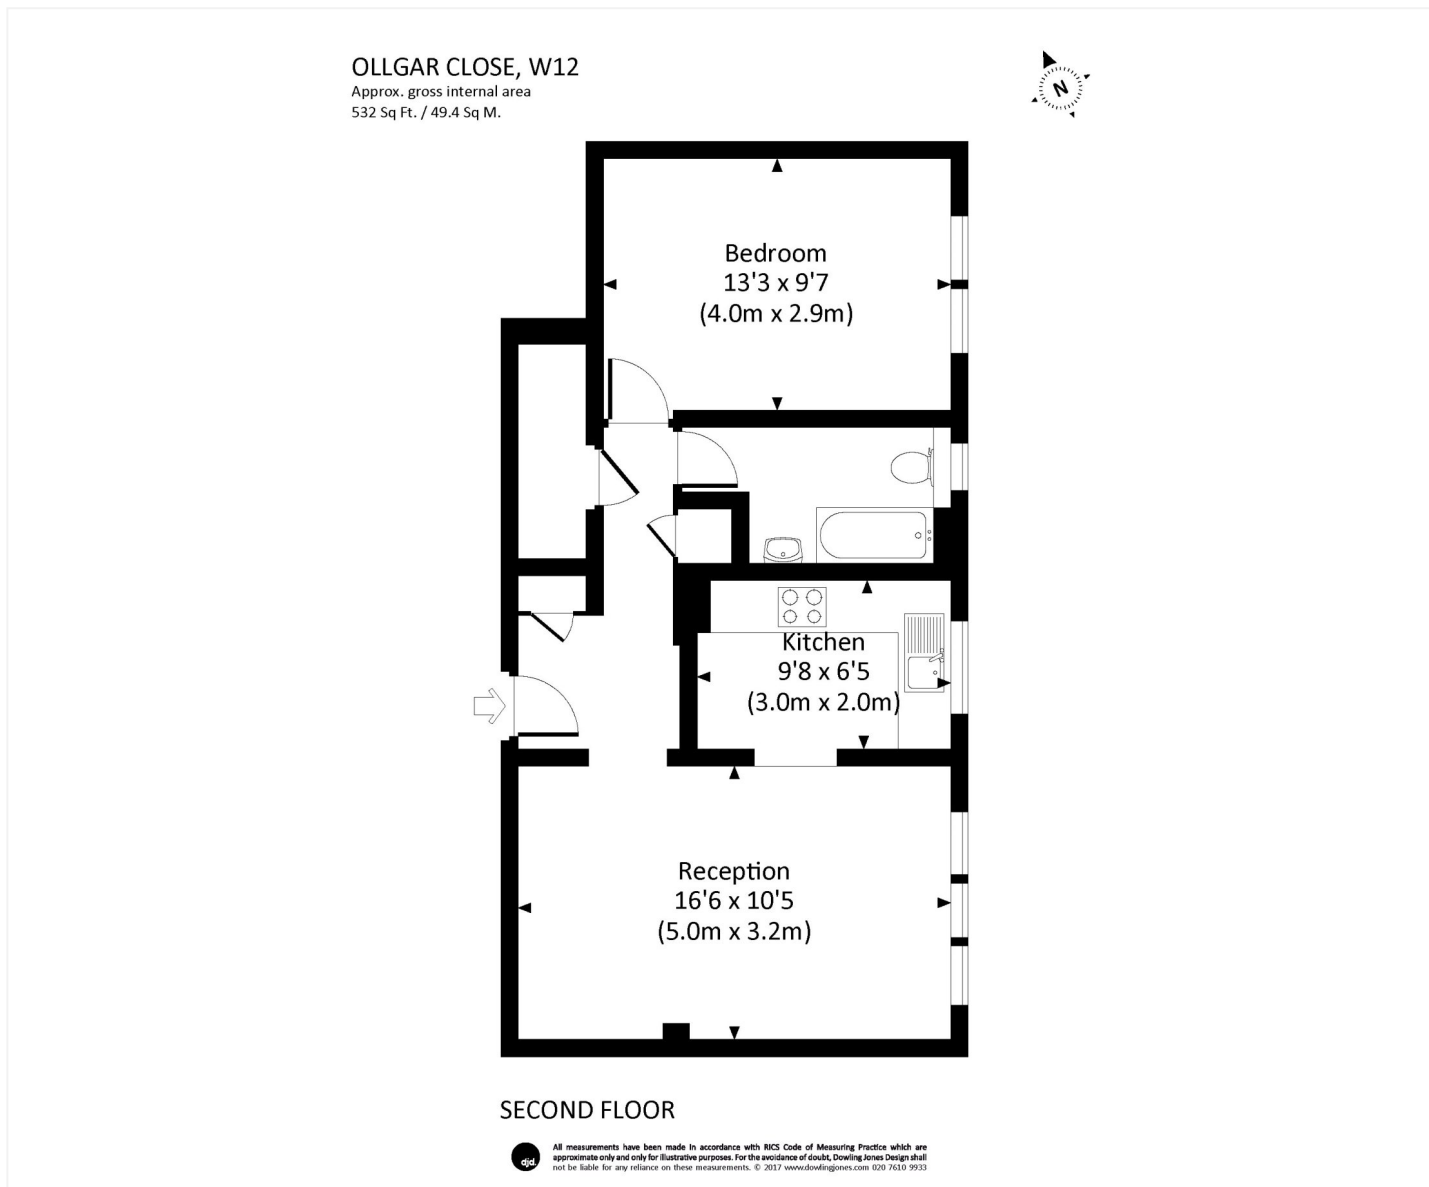 OLLGAR CLOSE, W12
Approx. gross internal area
532 Sq Ft. / 49.4 Sq M.
N
Bedroom
13'3 x 9'7
(4.0m x 2.9m)
Kitchen
9'8 x 6'5
(3.0m x 2.0m)
Reception
16'6 x 10'5
(5.0m x 3.2m)
SECOND FLOOR
djd.
All measurements have been made in accordance with RICS Code of Measuring Practice which are
approximate only and only for illustrative purposes. For the avoidance of doubt, Dowling Jones Design shall
not be liable for any reliance on these measurements. © 2017 www.dowlingjones.com 020 7610 9933